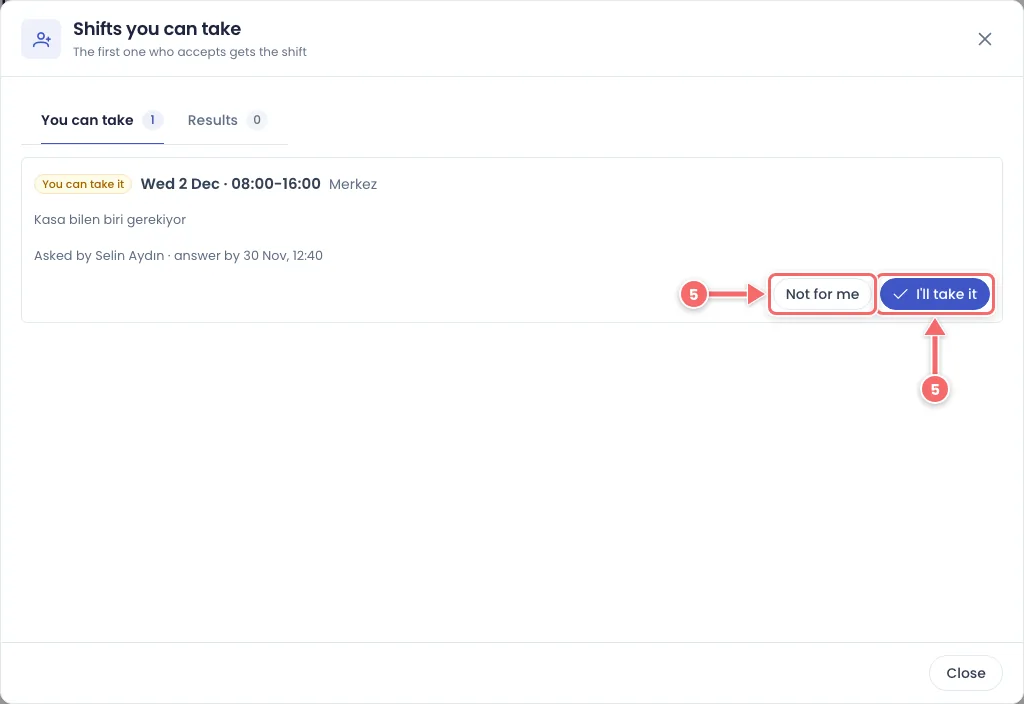 Shifts you can take
The first one who accepts gets the shift
You can take 1 Results 0
You can take it Wed 2 Dec · 08:00-16:00 Merkez
Kasa bilen biri gerekiyor
Asked by Selin Aydın · answer by 30 Nov, 12:40
5 Not for me I'll take it
5
Close